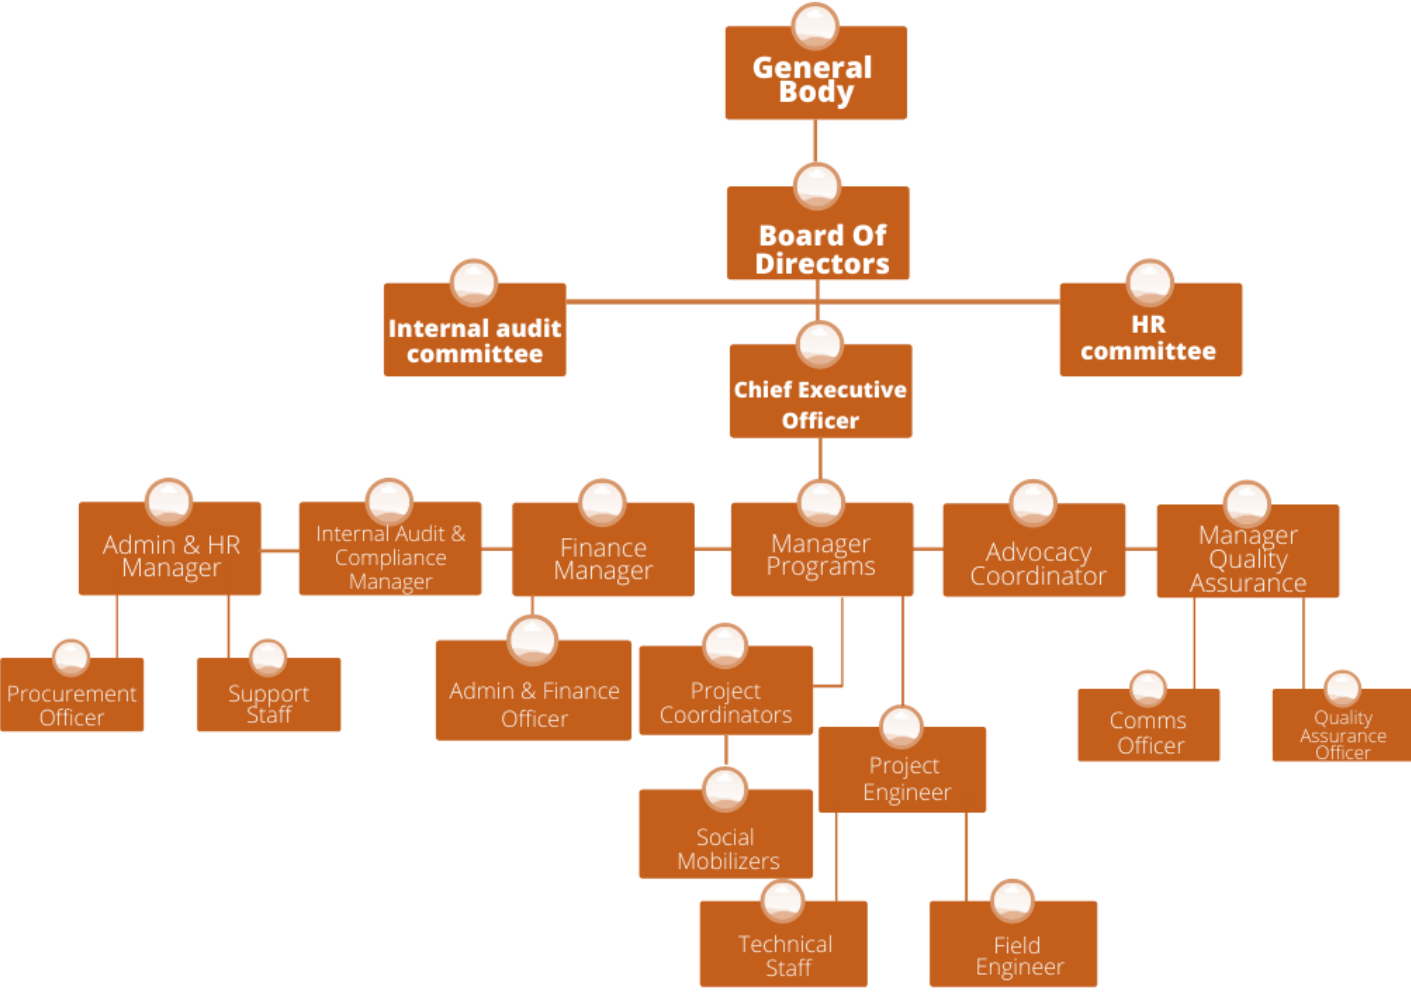 General
Body
Board Of
Directors
Internal audit
committee
HR
committee
Chief Executive
Officer
Admin & HR
Manager
Internal Audit &
Compliance
Manager
Finance
Manager
Manager
Programs
Advocacy
Coordinator
Manager
Quality
Assurance
Procurement
Officer
Support
Staff
Admin & Finance
Officer
Project
Coordinators
Comms
Officer
Quality
Assurance
Officer
Project
Engineer
Social
Mobilizers
Technical
Staff
Field
Engineer